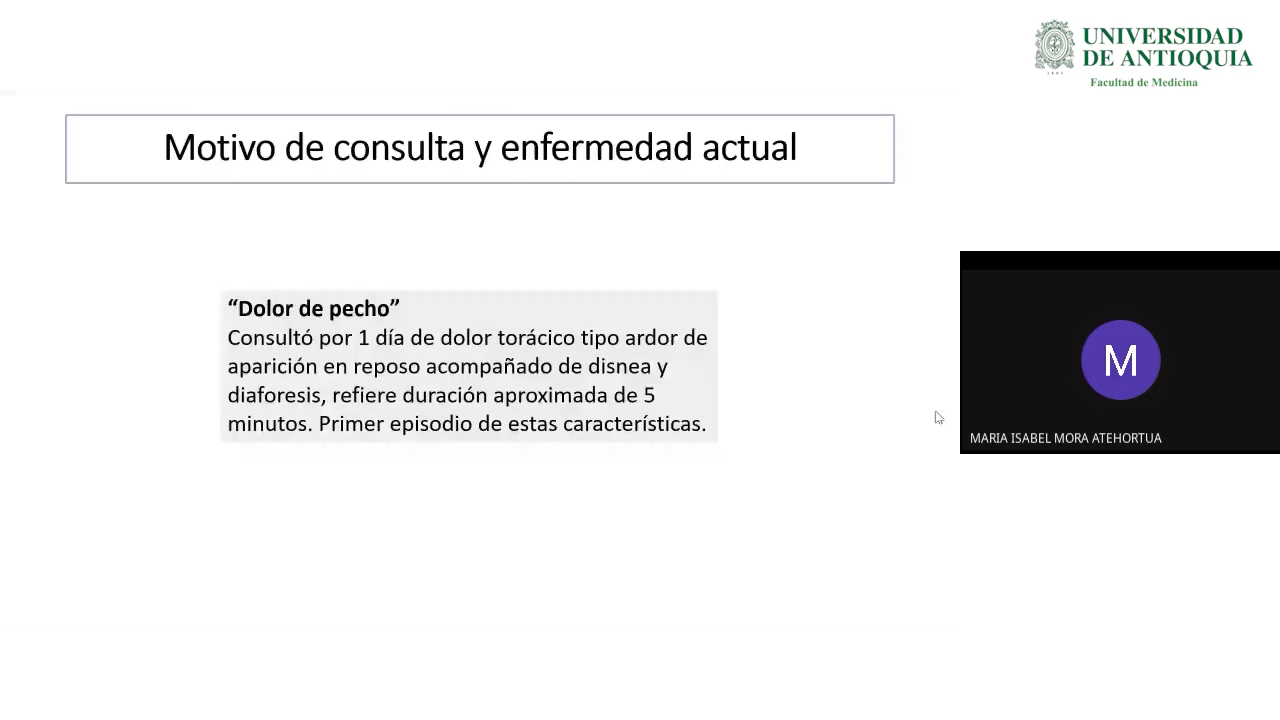 UNIVERSIDAD
DE ANTIOQUIA
1803
Facultad de Medicina
Motivo de consulta y enfermedad actual
“Dolor de pecho”
Consultó por 1 día de dolor torácico tipo ardor de
aparición en reposo acompañado de disnea y
diaforesis, refiere duración aproximada de 5
minutos. Primer episodio de estas características.
M
MARIA ISABEL MORA ATEHORTUA